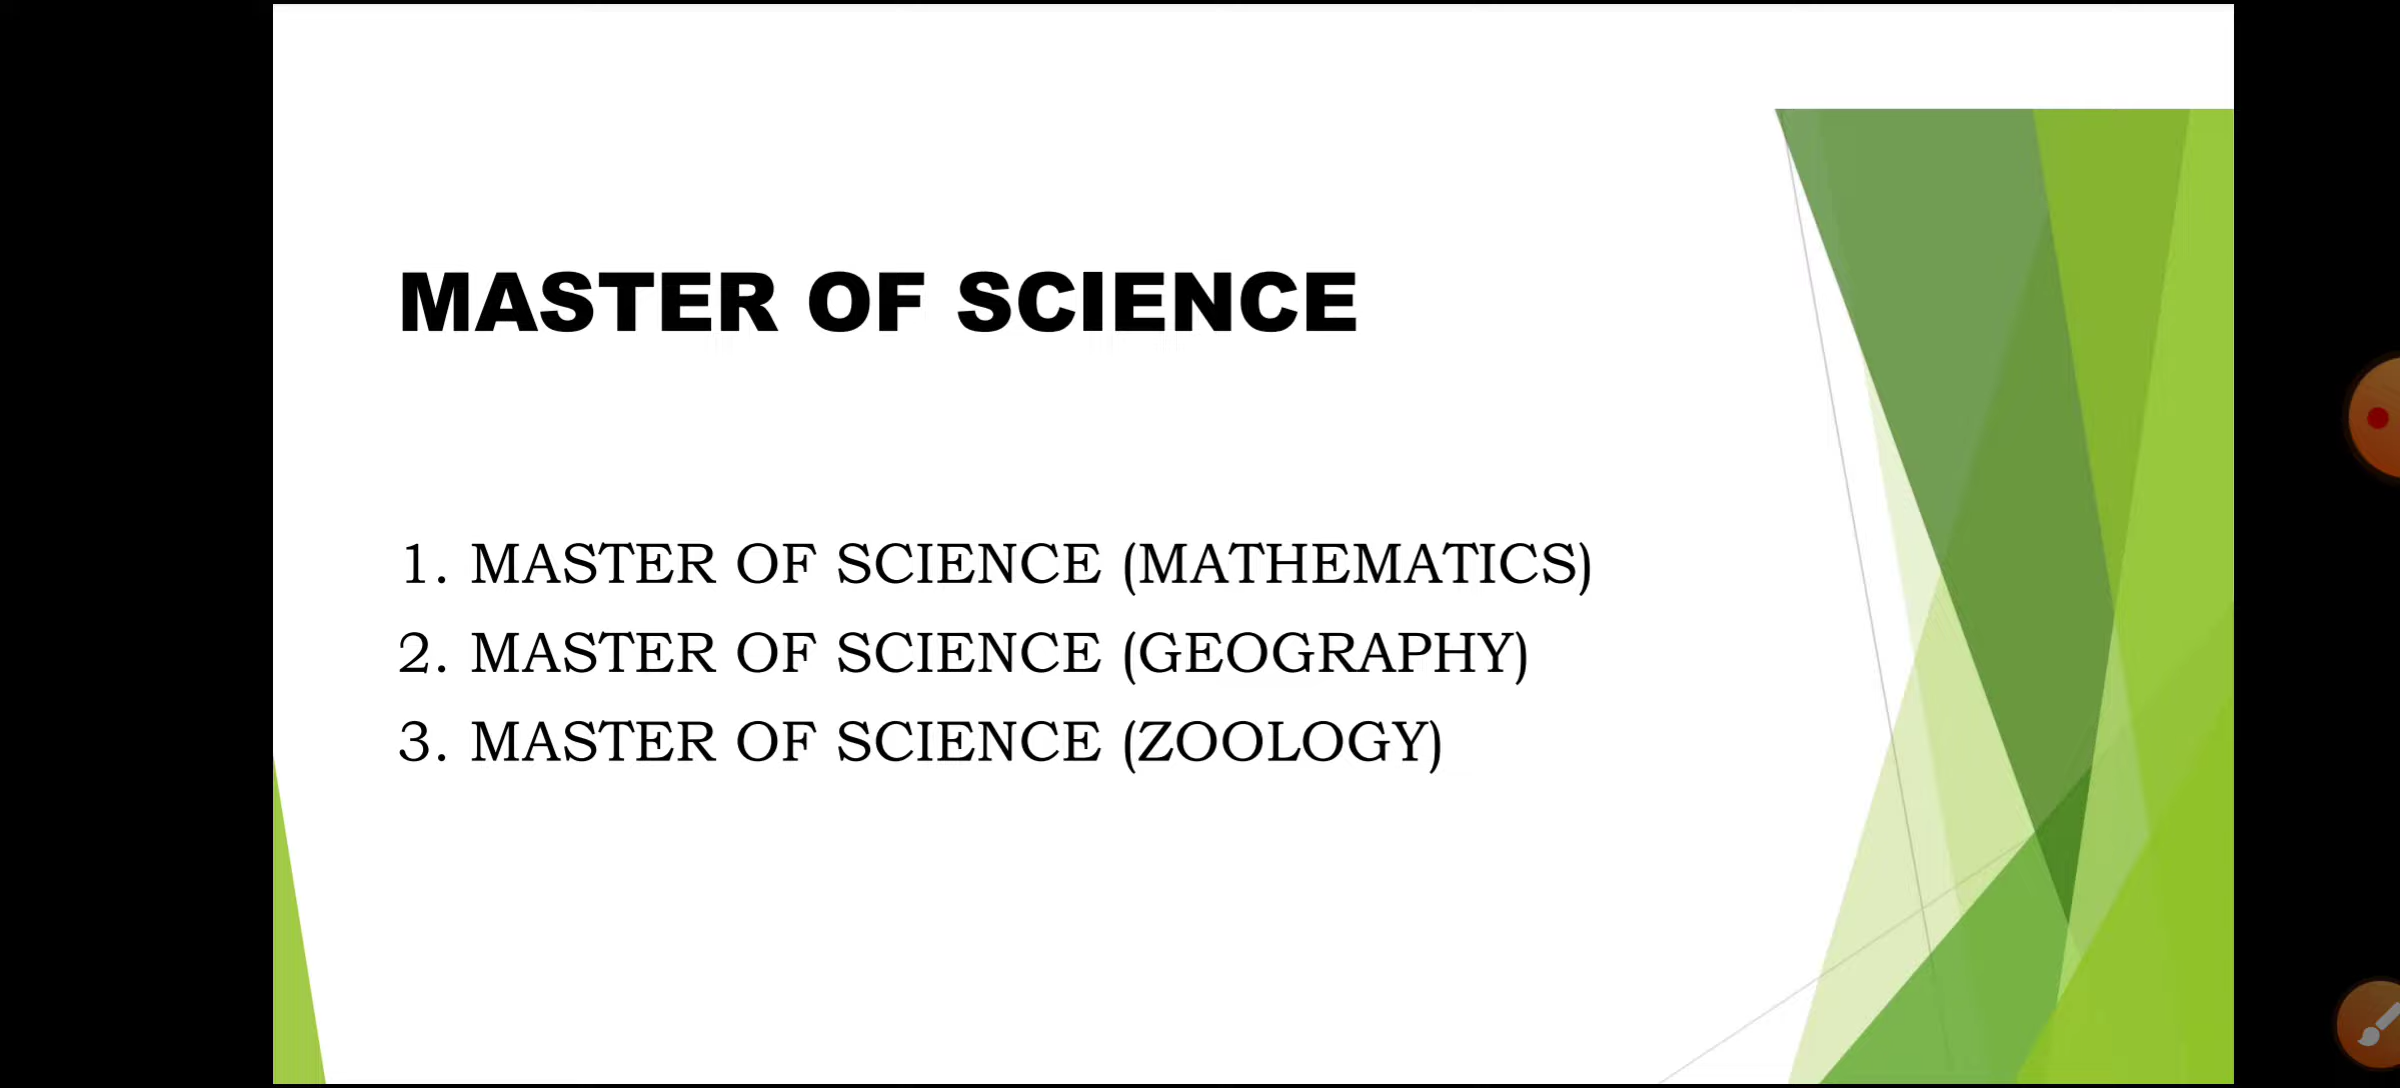 MASTER OF SCIENCE
1. MASTER OF SCIENCE (MATHEMATICS)
2. MASTER OF SCIENCE (GEOGRAPHY)
3. MASTER OF SCIENCE (ZOOLOGY)